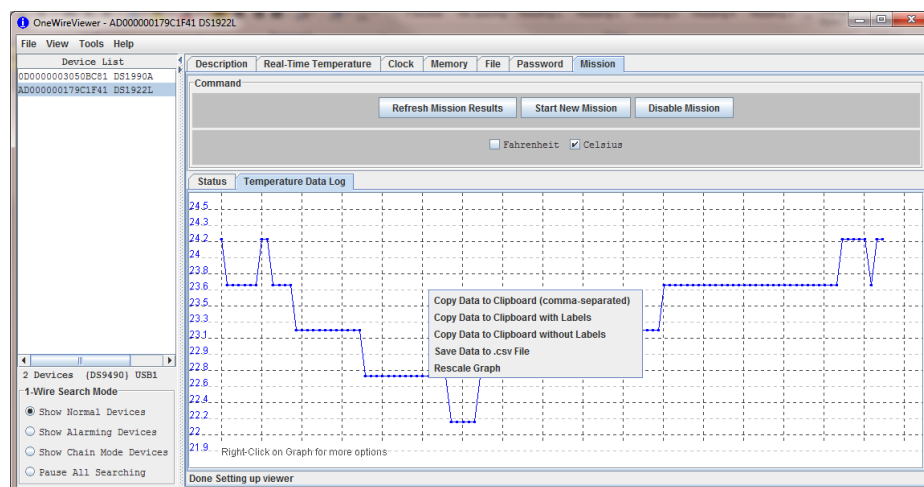 OneWireViewer - AD000000179C1F41 DS1922L
File View Tools Help
Device List
0D0000003050BC81 DS1990A
AD000000179C1F41 DS1922L
2 Devices (DS9490) USB1
1-Wire Search Mode
Show Normal Devices
Show Alarming Devices
Show Chain Mode Devices
Pause All Searching
Description Real-Time Temperature Clock Memory File Password Mission
Command
Refresh Mission Results Start New Mission Disable Mission
Fahrenheit Celsius
Status Temperature Data Log
24.5
24.3
24.2
24
23.8
23.6
23.5
23.3
23.1
22.9
22.8
22.6
22.4
22.2
22
21.9
Copy Data to Clipboard (comma-separated)
Copy Data to Clipboard with Labels
Copy Data to Clipboard without Labels
Save Data to .csv File
Rescale Graph
Right-Click on Graph for more options
Done Setting up viewer